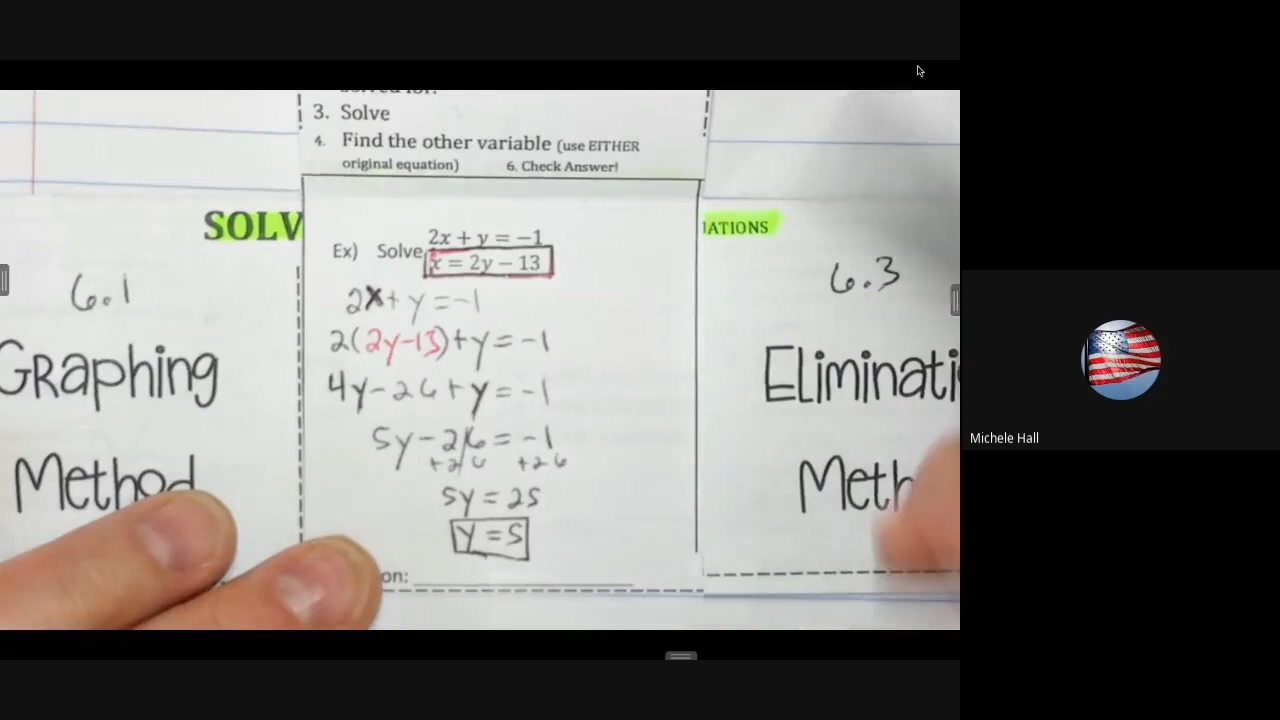 3. Solve
4. Find the other variable (use EITHER
original equation) 6. Check Answer!
SOLV
IATIONS
Ex) Solve 2x + y = -1
x = 2y - 13
6.1
Graphing
Method
2x + y = -1
2(2y-13)+y = -1
4y-26+y = -1
5y - 26 = -1
+26 +26
5y = 25
y = 5
on:
6.3
Eliminati
Meth
Michele Hall